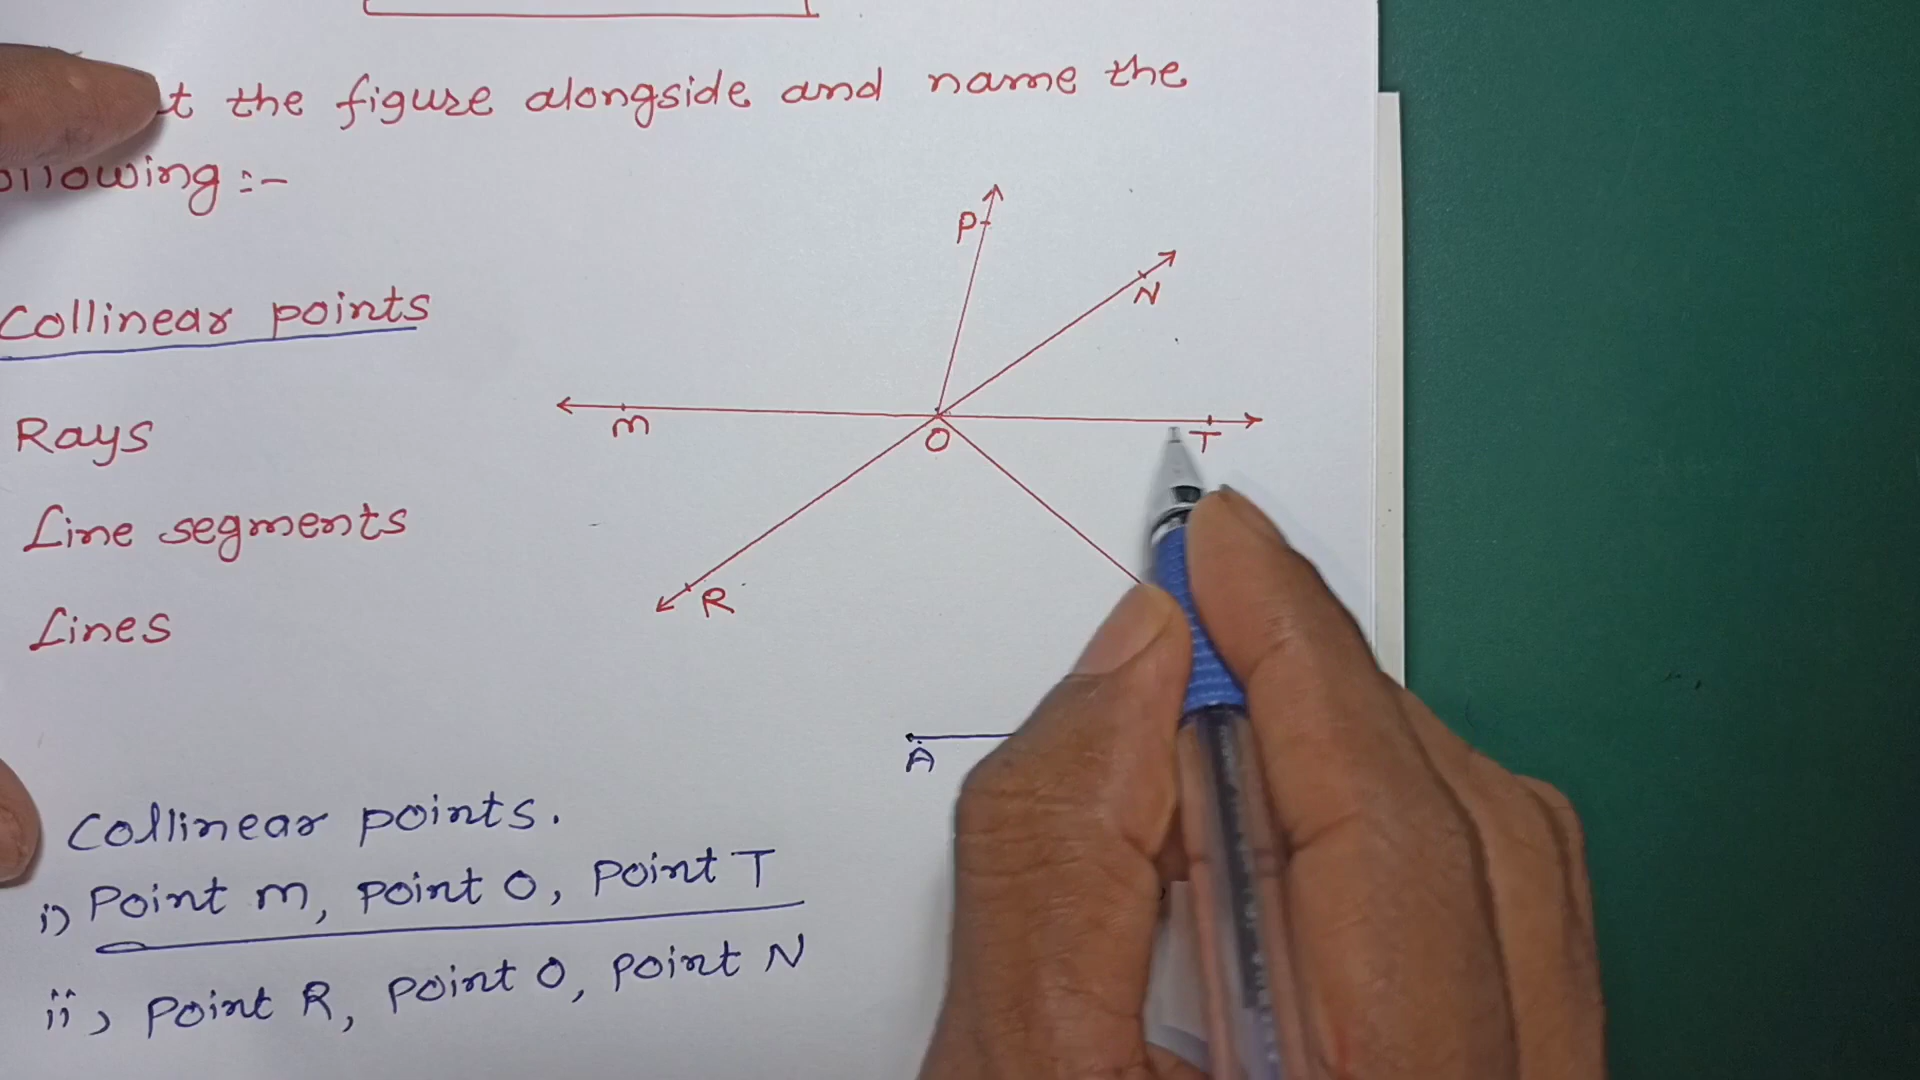 t the figure alongside and name the
ollowing :-
P
N
Collinear points
M
O
T
Rays
Line segments
R
Lines
A
Collinear points.
i) Point M, Point O, Point T
ii, Point R, Point O, Point N